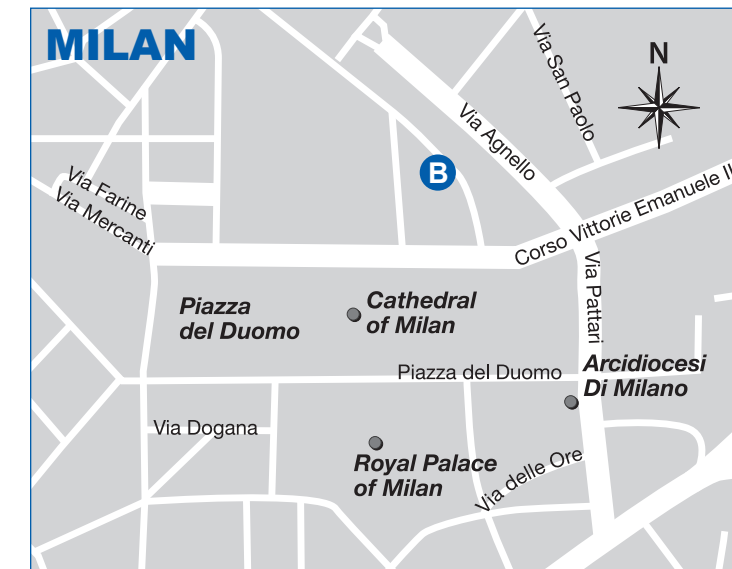 MILAN
N
Via San Paolo
Via Agnello
B
Via Farine
Via Mercanti
Corso Vittorie Emanuele II
Via Pattari
Piazza
del Duomo
Cathedral
of Milan
Piazza del Duomo
Arcidiocesi
Di Milano
Via Dogana
Royal Palace
of Milan
Via delle Ore